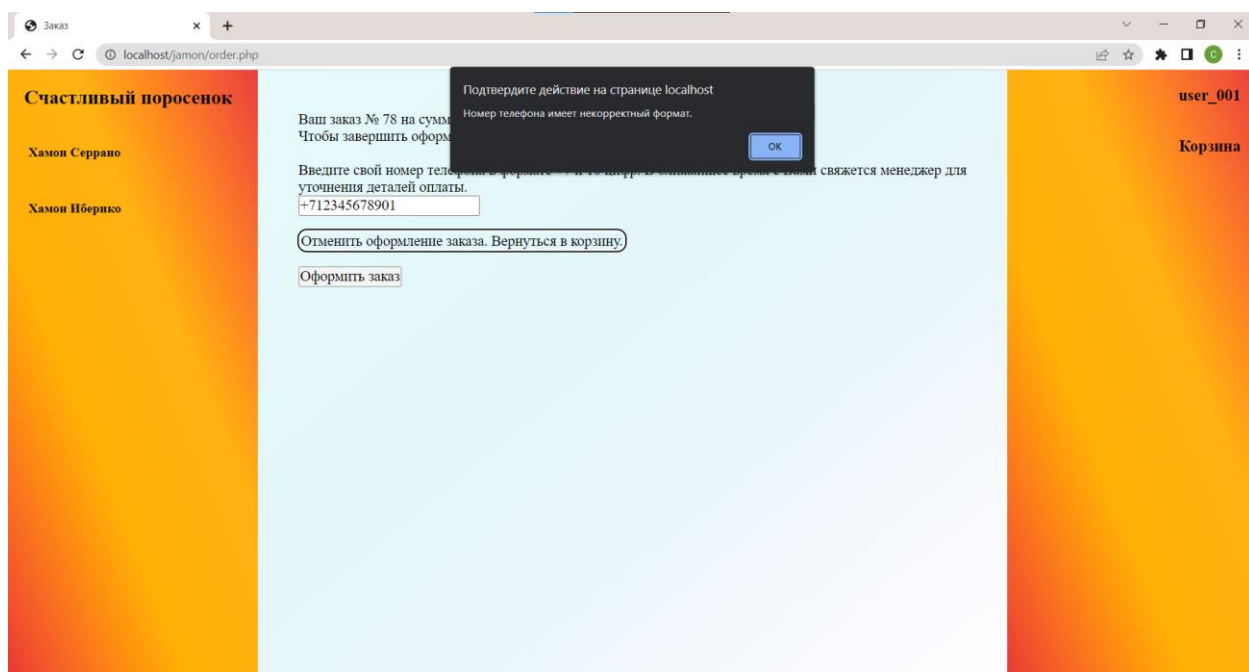 Заказ
localhost/jamon/order.php
C
Счастливый поросенок
Хамон Серрано
Хамон Иберико
Подтвердите действие на странице localhost
Номер телефона имеет некорректный формат.
ОК
Ваш заказ № 78 на сумм
Чтобы завершить оформ
Введите свой номер свяжется менеджер для
уточнения деталей оплаты.
+712345678901
Отменить оформление заказа. Вернуться в корзину.
Оформить заказ
user_001
Корзина